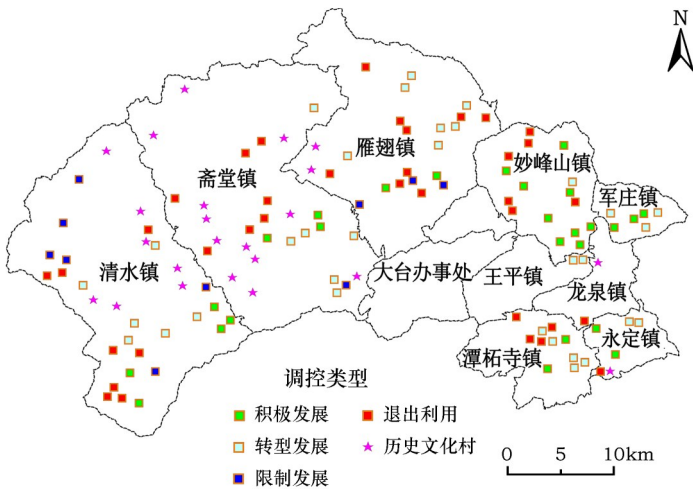 N
雁翅镇
斋堂镇
妙峰山镇
军庄镇
清水镇
大台办事处
王平镇
龙泉镇
永定镇
潭柘寺镇
调控类型
积极发展
退出利用
转型发展
历史文化村
限制发展
0 5 10km